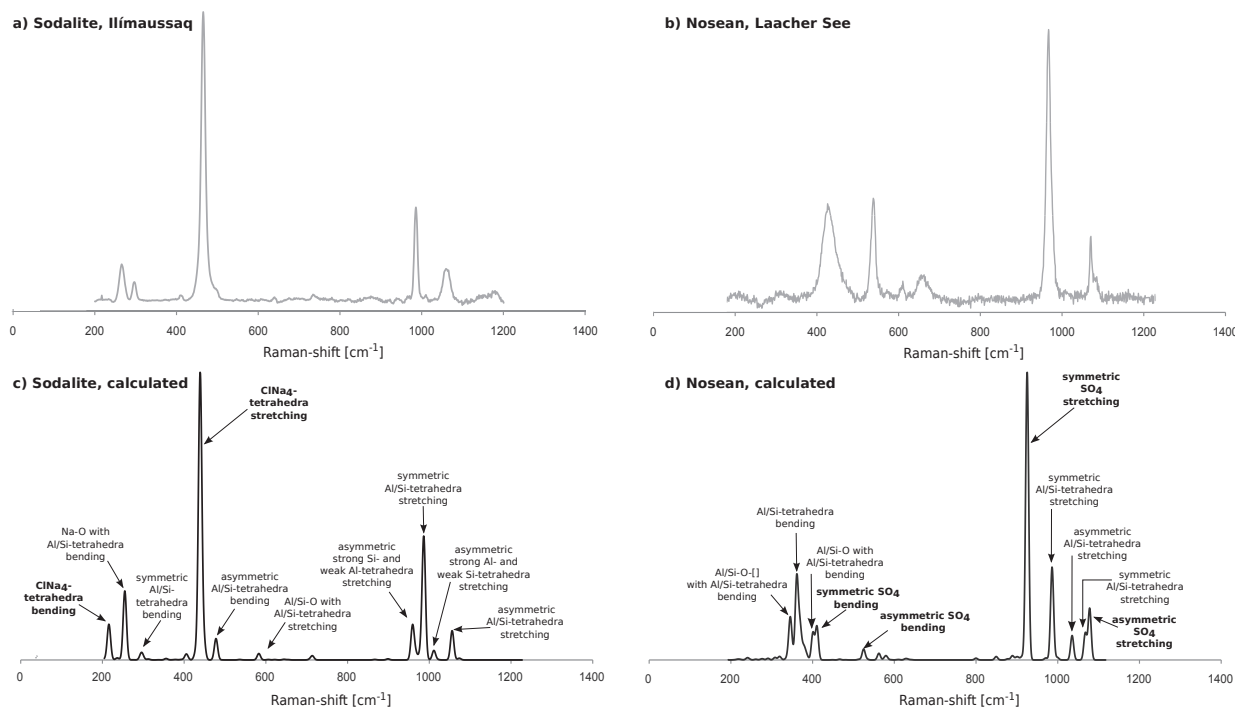 a) Sodalite, Ilímaussaq
0 200 400 600 800 1000 1200 1400
Raman-shift [cm-1]
b) Nosean, Laacher See
0 200 400 600 800 1000 1200 140
Raman-shift [cm-1]
c) Sodalite, calculated
ClNa4-
tetrahedra
stretching
symmetric
Al/Si-tetrahedra
stretching
Na-O with
Al/Si-tetrahedra
bending
ClNa4-
tetrahedra
bending
symmetric
Al/Si-
tetrahedra
bending
asymmetric
Al/Si-tetrahedra
bending
Al/Si-O with
Al/Si-tetrahedra
stretching
asymmetric
strong Si- and
weak Al-tetrahedra
stretching
asymmetric
strong Al- and
weak Si-tetrahedra
stretching
asymmetric
Al/Si-tetrahedra
stretching
0 200 400 600 800 1000 1200 1400
Raman-shift [cm-1]
d) Nosean, calculated
symmetric
SO4
stretching
symmetric
Al/Si-tetrahedra
stretching
Al/Si-tetrahedra
bending
Al/Si-O-[]
with Al/Si-tetrahedra
bending
Al/Si-O with
Al/Si-tetrahedra
bending
symmetric SO4
bending
asymmetric SO4
bending
asymmetric
Al/Si-tetrahedra
stretching
symmetric
Al/Si-tetrahedra
stretching
asymmetric
SO4
stretching
0 200 400 600 800 1000 1200 1400
Raman-shift [cm-1]